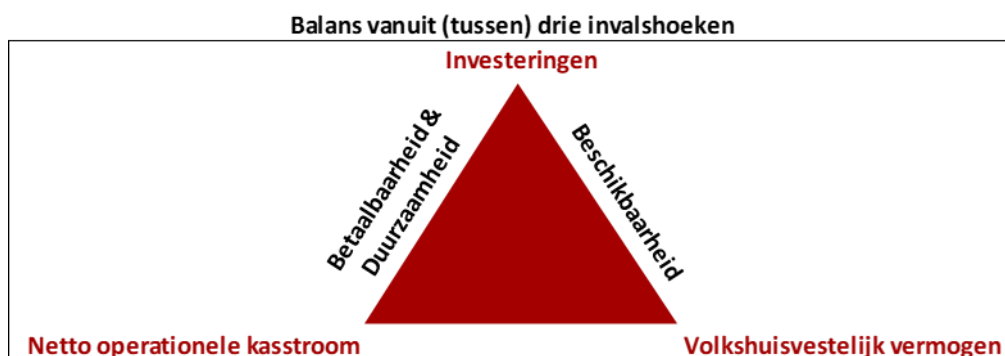 Balans vanuit (tussen) drie invalshoeken
Investeringen
Betaalbaarheid &
Duurzaamheid
Beschikbaarheid
Netto operationele kasstroom
Volkshuisvestelijk vermogen